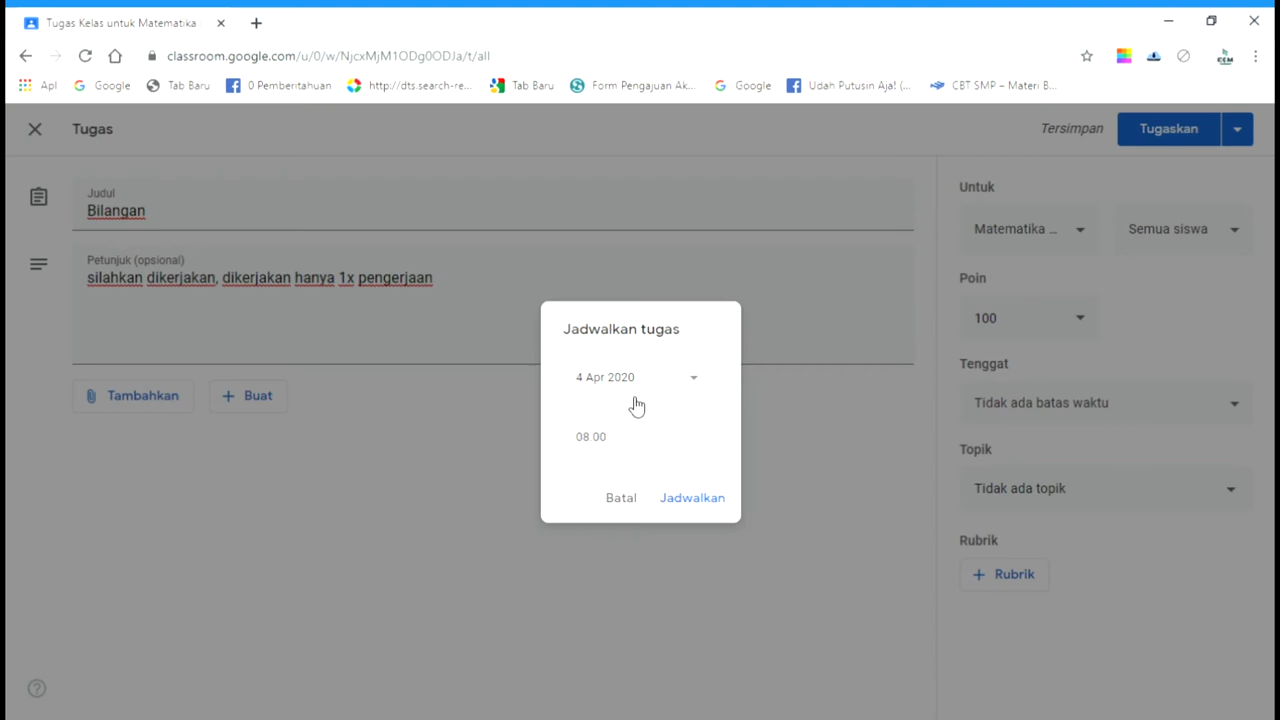 Tugas Kelas untuk Matematika
classroom.google.com/u/0/w/NjcxMjM1ODg0ODJa/t/all
Apl
Google
Tab Baru
0 Pemberitahuan
http://dts.search-re...
Tab Baru
Form Pengajuan Ak...
Google
Udah Putusin Aja! (...
CBT SMP – Materi B...
Tugas
Tersimpan
Tugaskan
Judul
Bilangan
Petunjuk (opsional)
silahkan dikerjakan, dikerjakan hanya 1x pengerjaan
Tambahkan
Buat
Untuk
Matematika ...
Semua siswa
Poin
100
Tenggat
Tidak ada batas waktu
Topik
Tidak ada topik
Rubrik
Rubrik
Jadwalkan tugas
4 Apr 2020
08.00
Batal
Jadwalkan